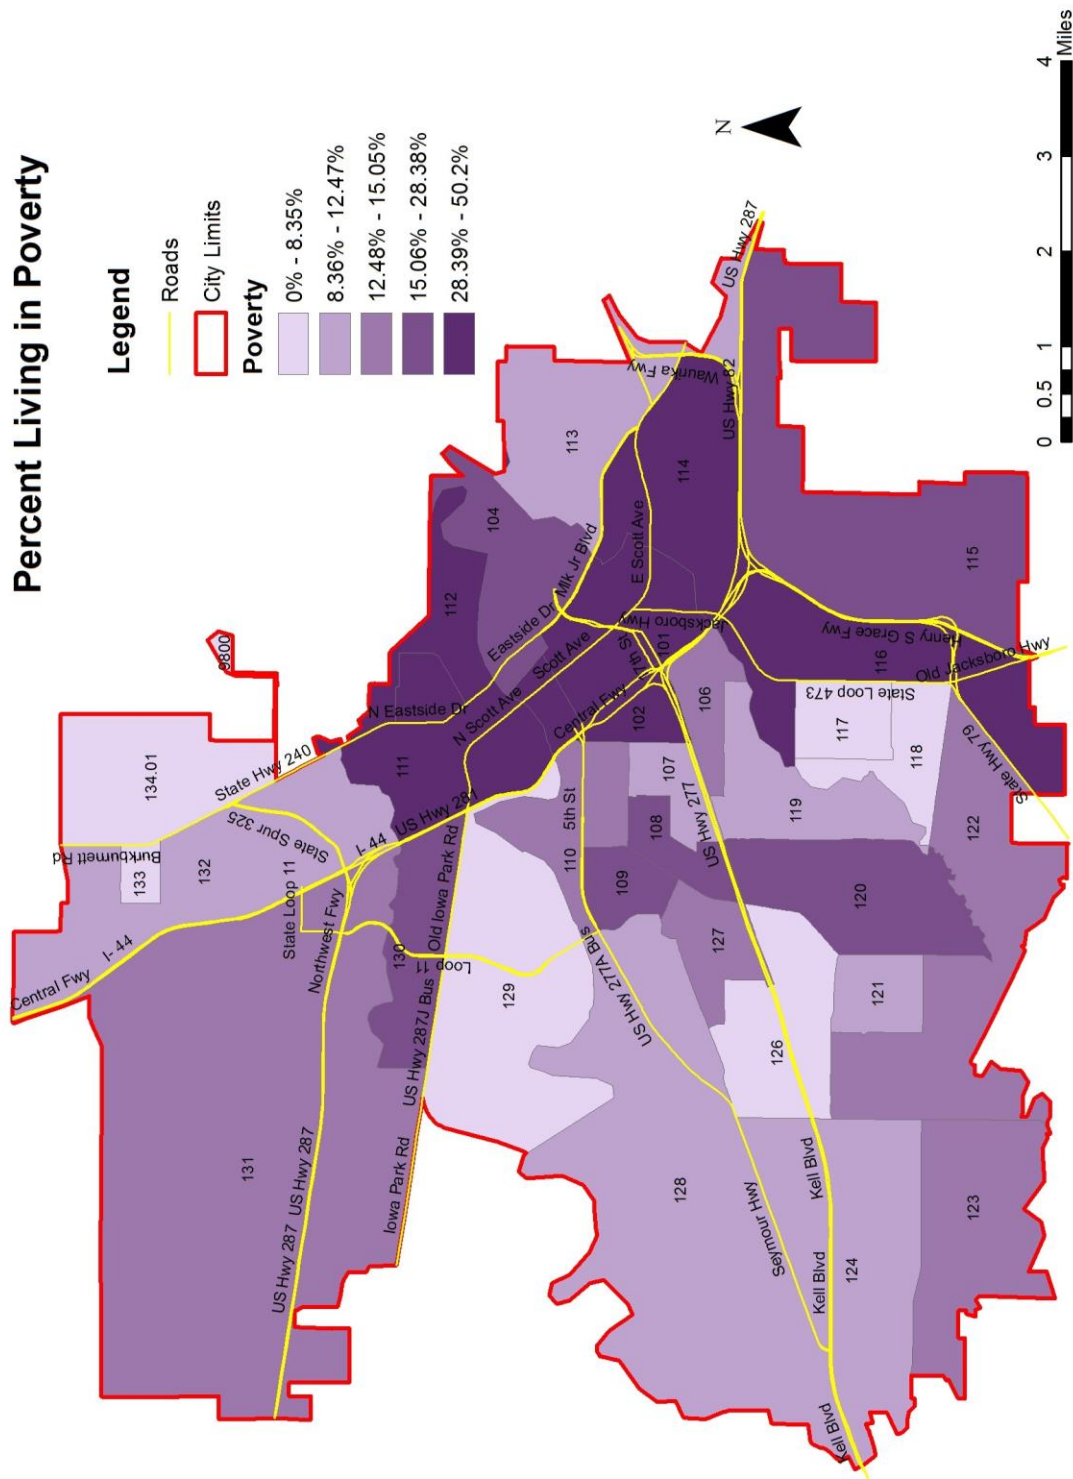 Percent Living in Poverty
Legend
Roads
City Limits
Poverty
0% - 8.35%
8.36% - 12.47%
12.48% - 15.05%
15.06% - 28.38%
28.39% - 50.2%
N
0 0.5 1 2 3 4
Miles
Central Fwy
I- 44
Burkburnett Rd
134.01
133
132
9800
State Hwy 240
State Spur 325
State Loop 11
I- 44
US Hwy 281
Northwest Fwy
131
US Hwy 287
US Hwy 287
130
Old Iowa Park Rd
Loop 11
US Hwy 287J Bus
Iowa Park Rd
129
111
N Eastside Dr
112
104
113
N Scott Ave
Scott Ave
Eastside Dr
Mlk Jr Blvd
E Scott Ave
Waurika Fwy
US Hwy 82
US Hwy 287
114
Central Fwy
7th St
101
Jacksboro Hwy
102
5th St
110
109
108
107
106
US Hwy 277
US Hwy 277A Bus
127
128
126
Seymour Hwy
Kell Blvd
Kell Blvd
Kell Blvd
124
123
121
120
119
118
117
State Loop 473
116
Henry S Grace Fwy
Old Jacksboro Hwy
115
State Hwy 79
122